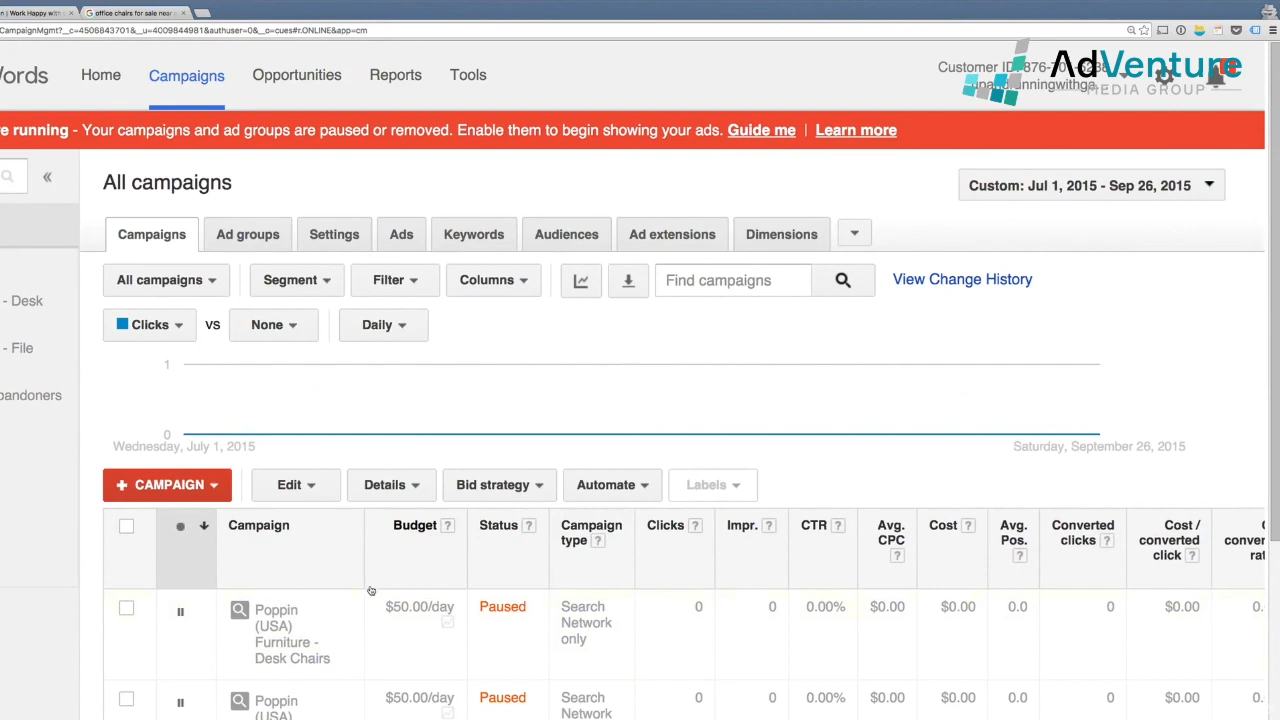 n | Work Happy with
office chairs for sale near
CampaignMgmt?__c=4506843701&__u=4009844981&authuser=0&__o=cues#r.ONLINE&app=cm
Words Home Campaigns Opportunities Reports Tools
Customer ID: 876-70
AdVenture
MEDIA GROUP
e running - Your campaigns and ad groups are paused or removed. Enable them to begin showing your ads. Guide me | Learn more
«
All campaigns
Custom: Jul 1, 2015 - Sep 26, 2015
Campaigns Ad groups Settings Ads Keywords Audiences Ad extensions Dimensions
All campaigns Segment Filter Columns Find campaigns View Change History
- Desk
Clicks VS None Daily
- File
1
bandoners
0
Wednesday, July 1, 2015 Saturday, September 26, 2015
+ CAMPAIGN Edit Details Bid strategy Automate Labels
Campaign Budget ? Status ? Campaign type ? Clicks ? Impr. ? CTR ? Avg. CPC ? Cost ? Avg. Pos. ? Converted clicks ? Cost / converted click ? conver rat
Poppin $50.00/day Paused Search 0 0 0.00% $0.00 $0.00 0.0 0 $0.00 0.
(USA) Network
Furniture - only
Desk Chairs
Poppin $50.00/day Paused Search 0 0 0.00% $0.00 $0.00 0.0 0 $0.00 0.
(USA) Network